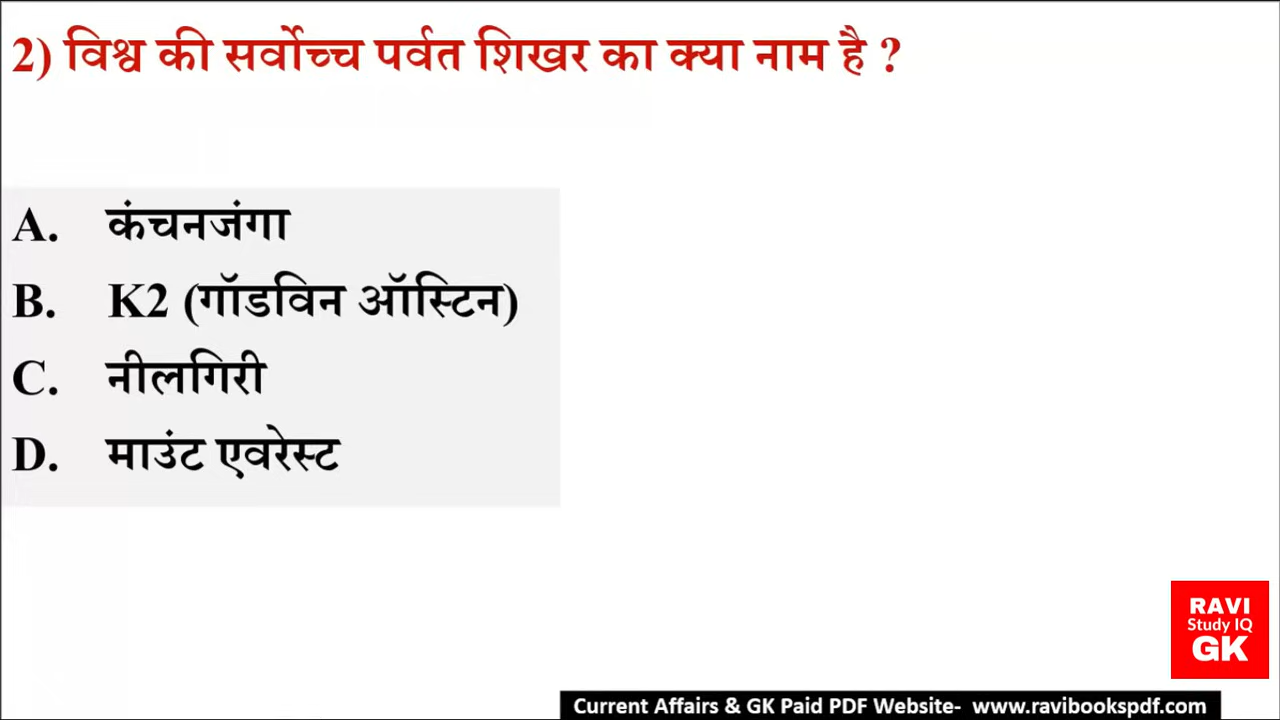 2) विश्व की सर्वोच्च पर्वत शिखर का क्या नाम है ?
A. कंचनजंगा
B. K2 (गॉडविन ऑस्टिन)
C. नीलगिरी
D. माउंट एवरेस्ट
RAVI
Study IQ
GK
Current Affairs & GK Paid PDF Website- www.ravibookspdf.com